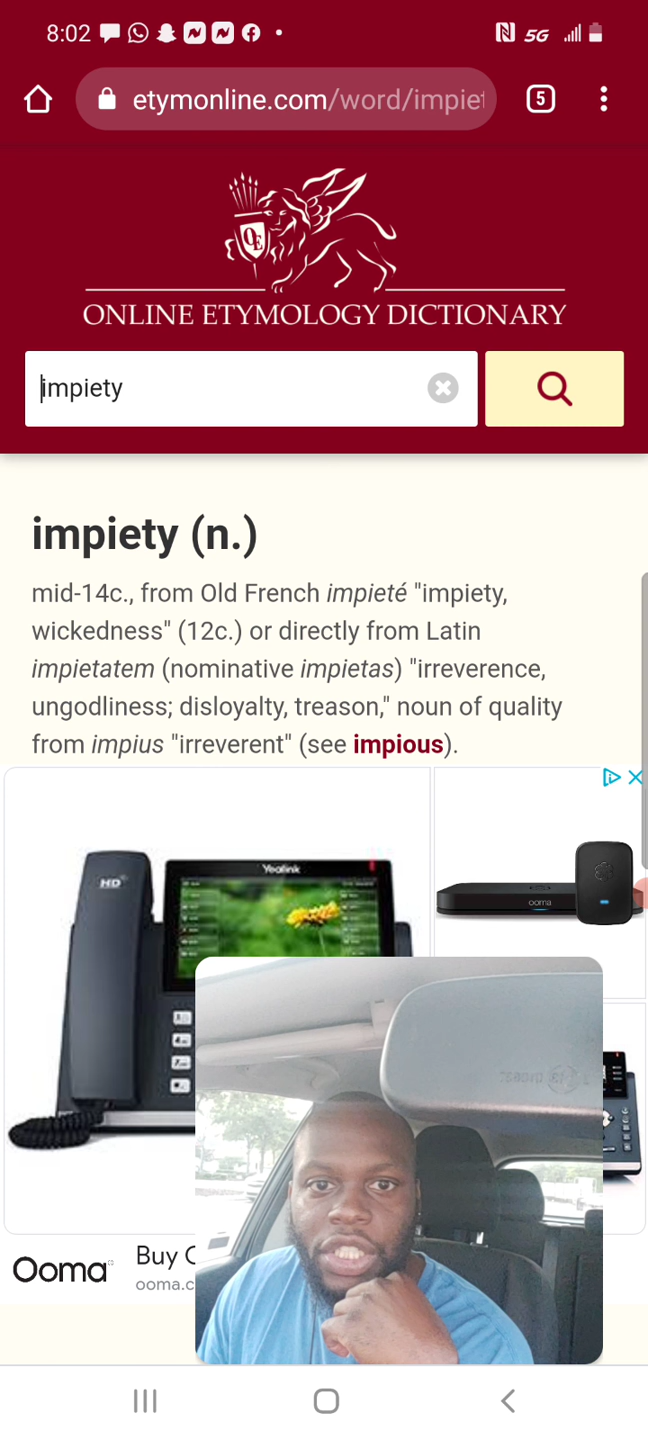 8:02
5G
etymonline.com/word/impiet
5
OE
ONLINE ETYMOLOGY DICTIONARY
impiety
impiety (n.)
mid-14c., from Old French impieté "impiety,
wickedness" (12c.) or directly from Latin
impietatem (nominative impietas) "irreverence,
ungodliness; disloyalty, treason," noun of quality
from impius "irreverent" (see impious).
HD
Yealink
ooma
Ooma
Buy
ooma.c